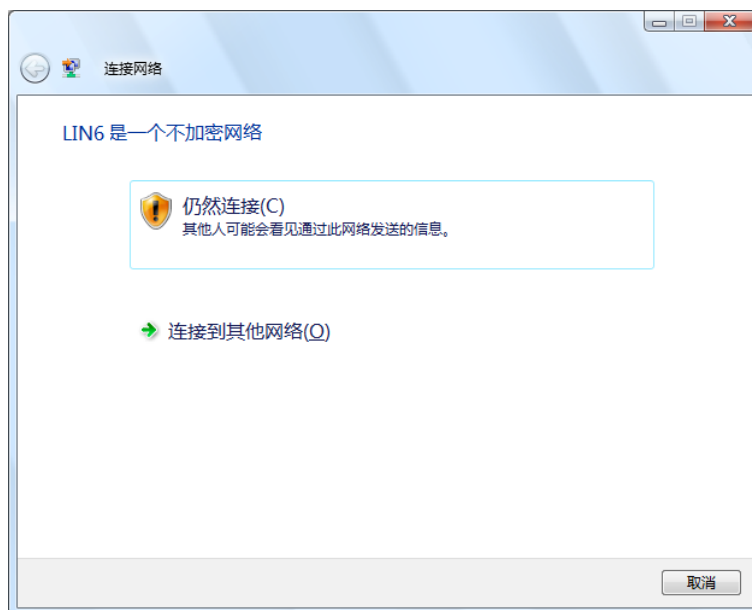 连接网络
LIN6 是一个不加密网络
仍然连接(C)
其他人可能会看见通过此网络发送的信息。
连接到其他网络(O)
取消